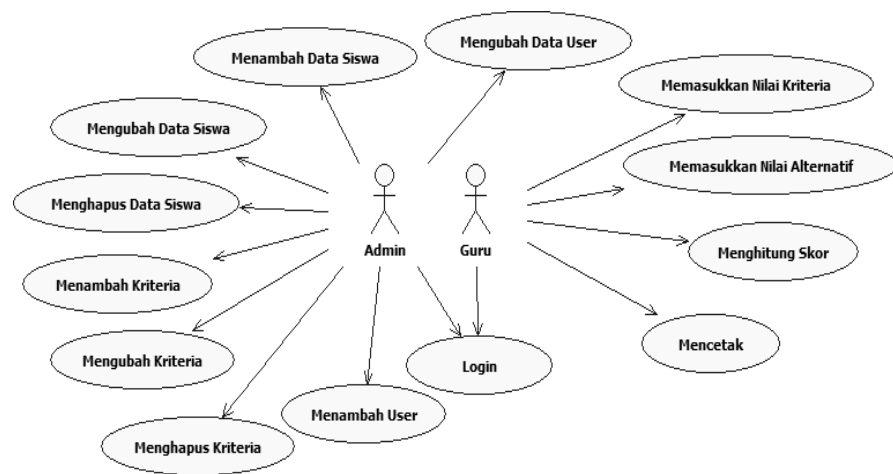 Mengubah Data User
Menambah Data Siswa
Memasukkan Nilai Kriteria
Mengubah Data Siswa
Memasukkan Nilai Alternatif
Menghapus Data Siswa
Admin
Guru
Menghitung Skor
Menambah Kriteria
Mencetak
Mengubah Kriteria
Login
Menambah User
Menghapus Kriteria